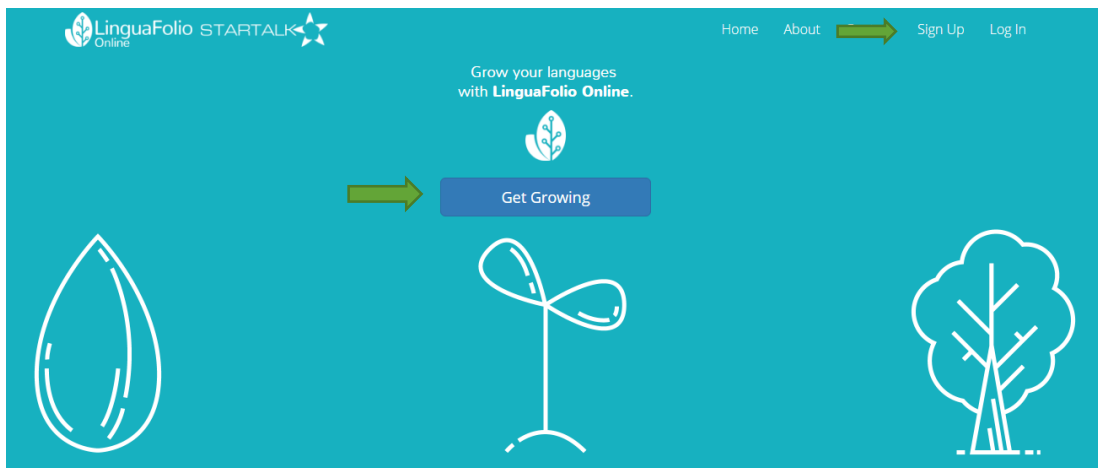 LinguaFolio STARTALK
Online
Home About Sign Up Log In
Grow your languages
with LinguaFolio Online.
Get Growing